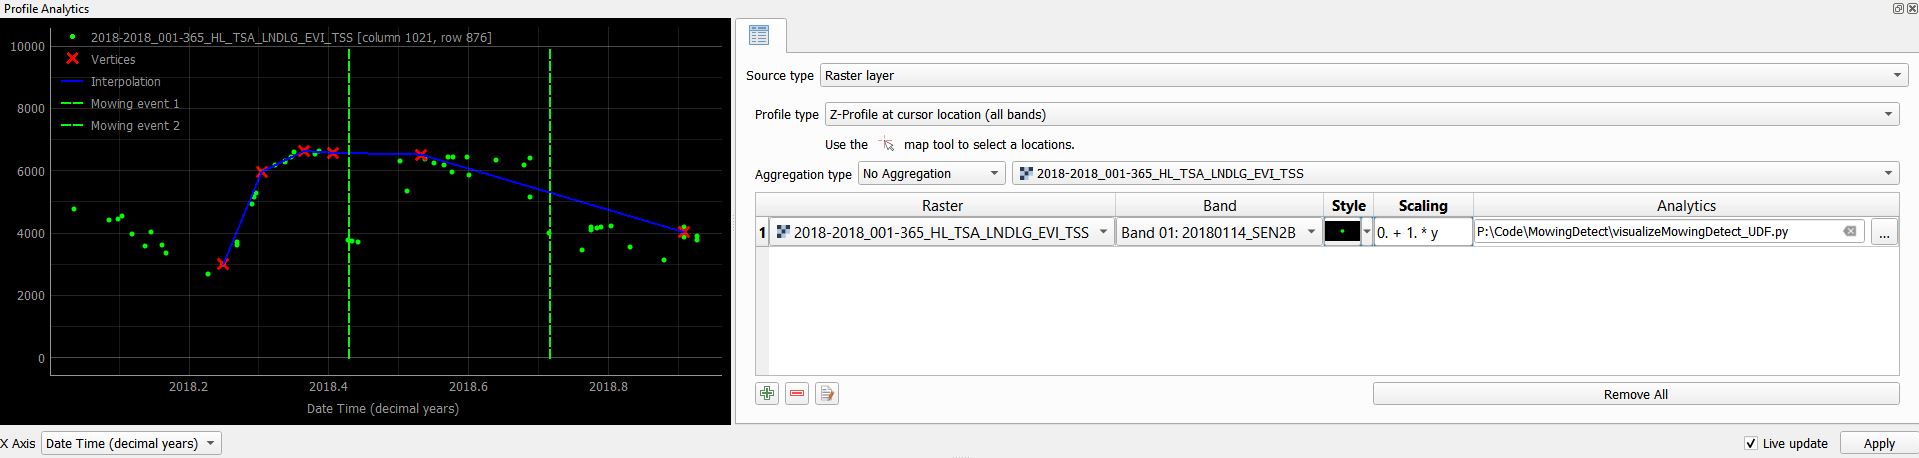 Profile Analytics
2018-2018_001-365_HL_TSA_LNDLG_EVI_TSS [column 1021, row 876]
Vertices
Interpolation
Mowing event 1
Mowing event 2
10000
8000
6000
4000
2000
0
2018.2 2018.4 2018.6 2018.8
Date Time (decimal years)
X Axis Date Time (decimal years)
Source type Raster layer
Profile type Z-Profile at cursor location (all bands)
Use the map tool to select a locations.
Aggregation type No Aggregation 2018-2018_001-365_HL_TSA_LNDLG_EVI_TSS
Raster Band Style Scaling Analytics
1 2018-2018_001-365_HL_TSA_LNDLG_EVI_TSS Band 01: 20180114_SEN2B 0. + 1. * y P:\Code\MowingDetect\visualizeMowingDetect_UDF.py ...
Remove All
Live update Apply